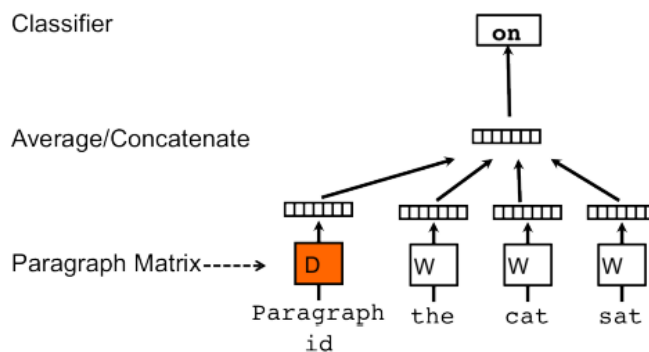 Classifier
on
Average/Concatenate
Paragraph Matrix
D
W
W
W
Paragraph
id
the
cat
sat